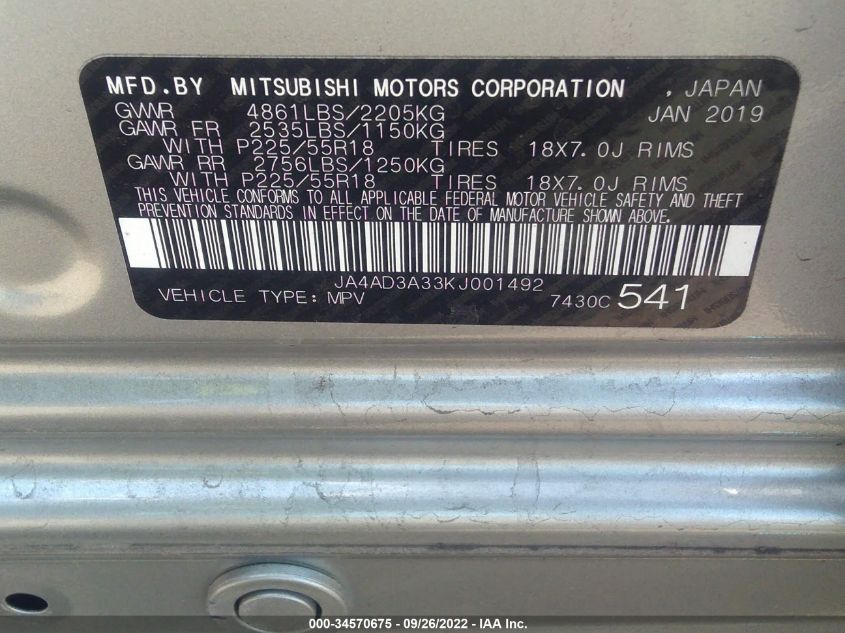 MFD.BY MITSUBISHI MOTORS CORPORATION , JAPAN
GVWR 4861LBS/2205KG JAN 2019
GAWR FR 2535LBS/1150KG
WITH P225/55R18 TIRES 18X7.0J RIMS
GAWR RR 2756LBS/1250KG
WITH P225/55R18 TIRES 18X7.0J RIMS
THIS VEHICLE CONFORMS TO ALL APPLICABLE FEDERAL MOTOR VEHICLE SAFETY AND THEFT
PREVENTION STANDARDS IN EFFECT ON THE DATE OF MANUFACTURE SHOWN ABOVE.
JA4AD3A33KJ001492
VEHICLE TYPE: MPV 7430C 541
000-34570675 - 09/26/2022 - IAA Inc.